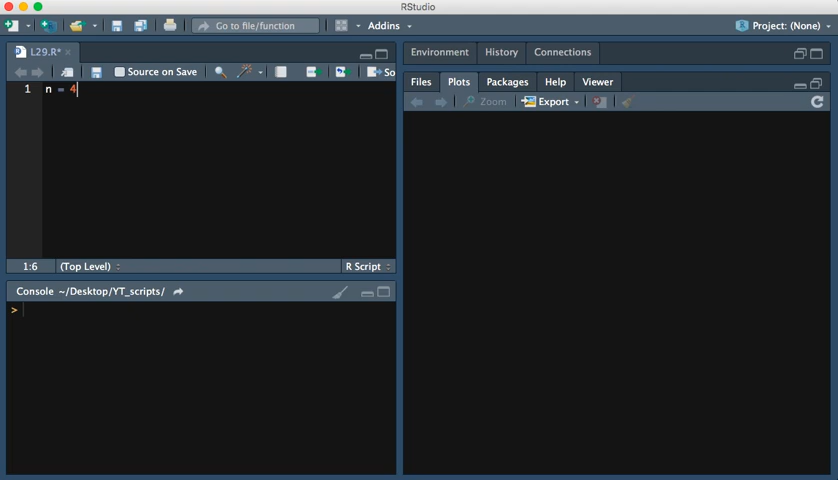 RStudio
Go to file/function
Addins
Project: (None)
L29.R*
Source on Save
So
1 n = 4
1:6 (Top Level) R Script
Console ~/Desktop/YT_scripts/
>
Environment History Connections
Files Plots Packages Help Viewer
Zoom Export